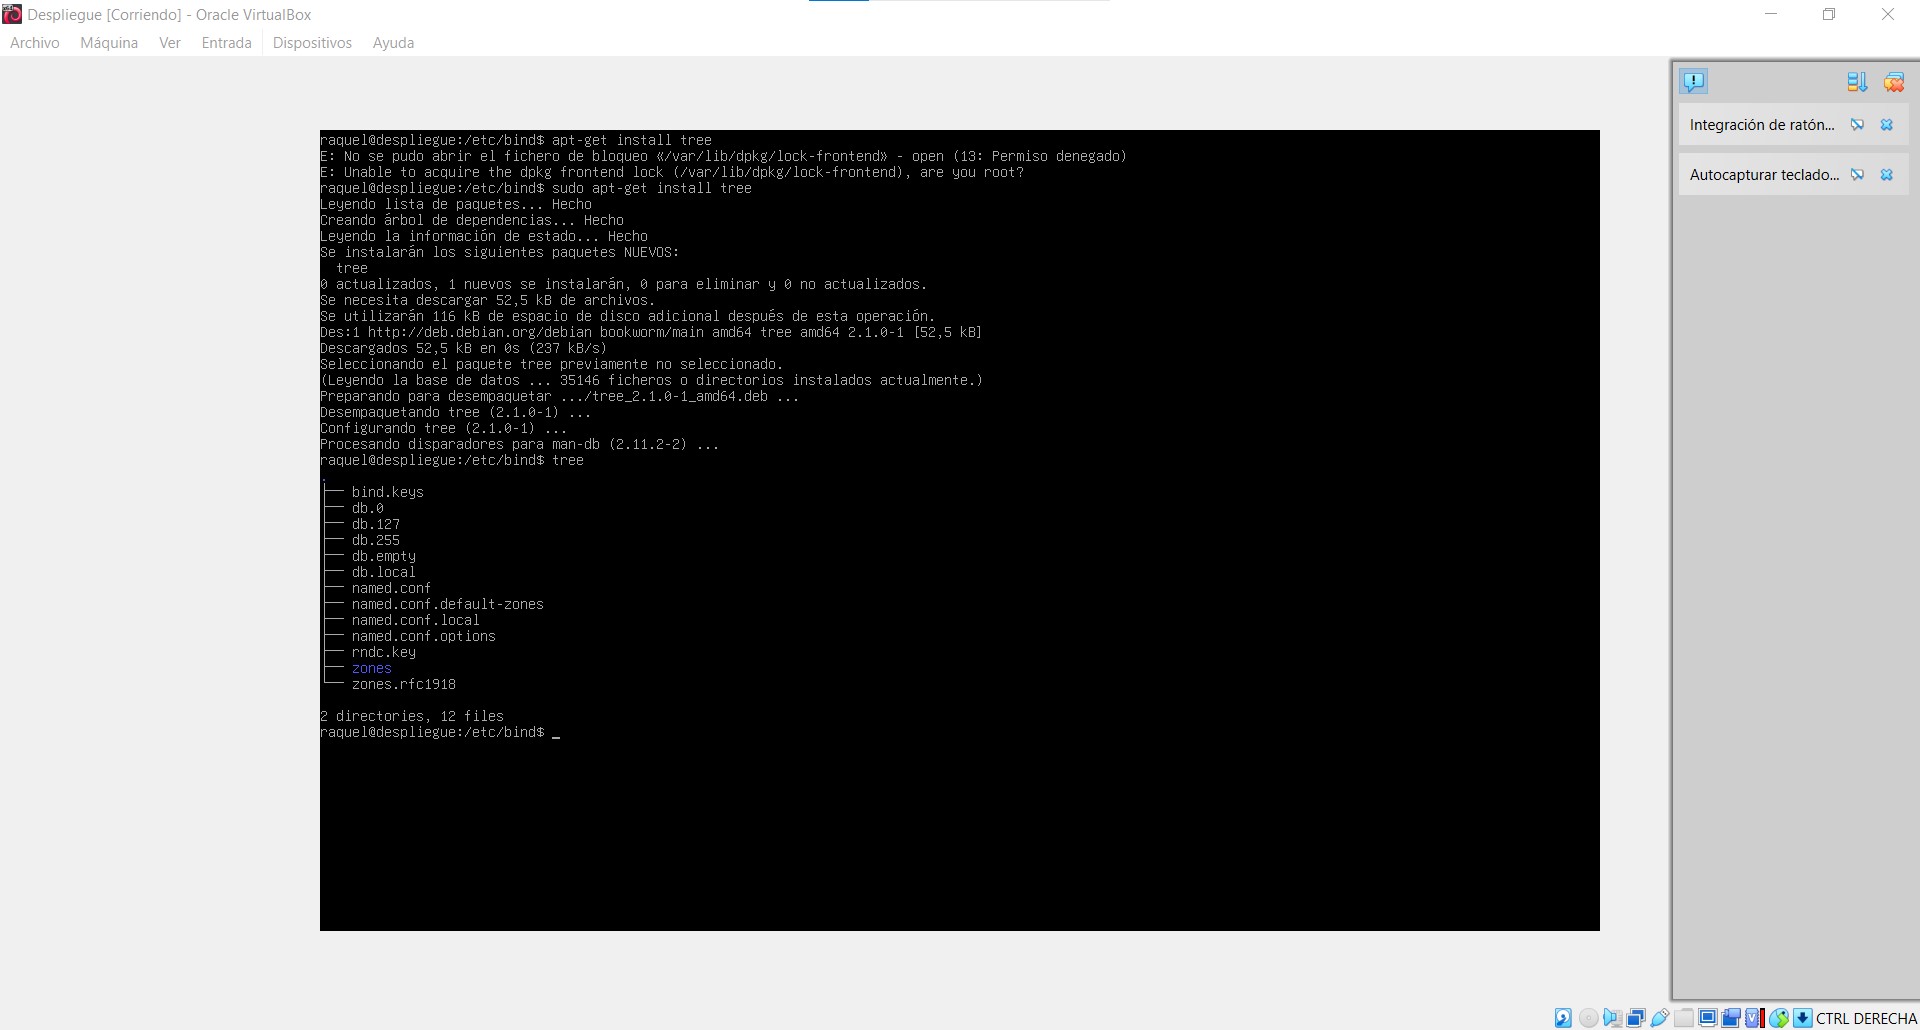 Despliegue [Corriendo] - Oracle VirtualBox
Archivo Máquina Ver Entrada Dispositivos Ayuda
raquel@despliegue:/etc/bind$ apt-get install tree
E: No se pudo abrir el fichero de bloqueo «/var/lib/dpkg/lock-frontend» - open (13: Permiso denegado)
E: Unable to acquire the dpkg frontend lock (/var/lib/dpkg/lock-frontend), are you root?
raquel@despliegue:/etc/bind$ sudo apt-get install tree
Leyendo lista de paquetes... Hecho
Creando árbol de dependencias... Hecho
Leyendo la información de estado... Hecho
Se instalarán los siguientes paquetes NUEVOS:
  tree
0 actualizados, 1 nuevos se instalarán, 0 para eliminar y 0 no actualizados.
Se necesita descargar 52,5 kB de archivos.
Se utilizarán 116 kB de espacio de disco adicional después de esta operación.
Des:1 http://deb.debian.org/debian bookworm/main amd64 tree amd64 2.1.0-1 [52,5 kB]
Descargados 52,5 kB en 0s (237 kB/s)
Seleccionando el paquete tree previamente no seleccionado.
(Leyendo la base de datos ... 35146 ficheros o directorios instalados actualmente.)
Preparando para desempaquetar .../tree_2.1.0-1_amd64.deb ...
Desempaquetando tree (2.1.0-1) ...
Configurando tree (2.1.0-1) ...
Procesando disparadores para man-db (2.11.2-2) ...
raquel@despliegue:/etc/bind$ tree
.
├── bind.keys
├── db.0
├── db.127
├── db.255
├── db.empty
├── db.local
├── named.conf
├── named.conf.default-zones
├── named.conf.local
├── named.conf.options
├── rndc.key
├── zones
└── zones.rfc1918
2 directories, 12 files
raquel@despliegue:/etc/bind$ _
Integración de ratón...
Autocapturar teclado...
CTRL DERECHA